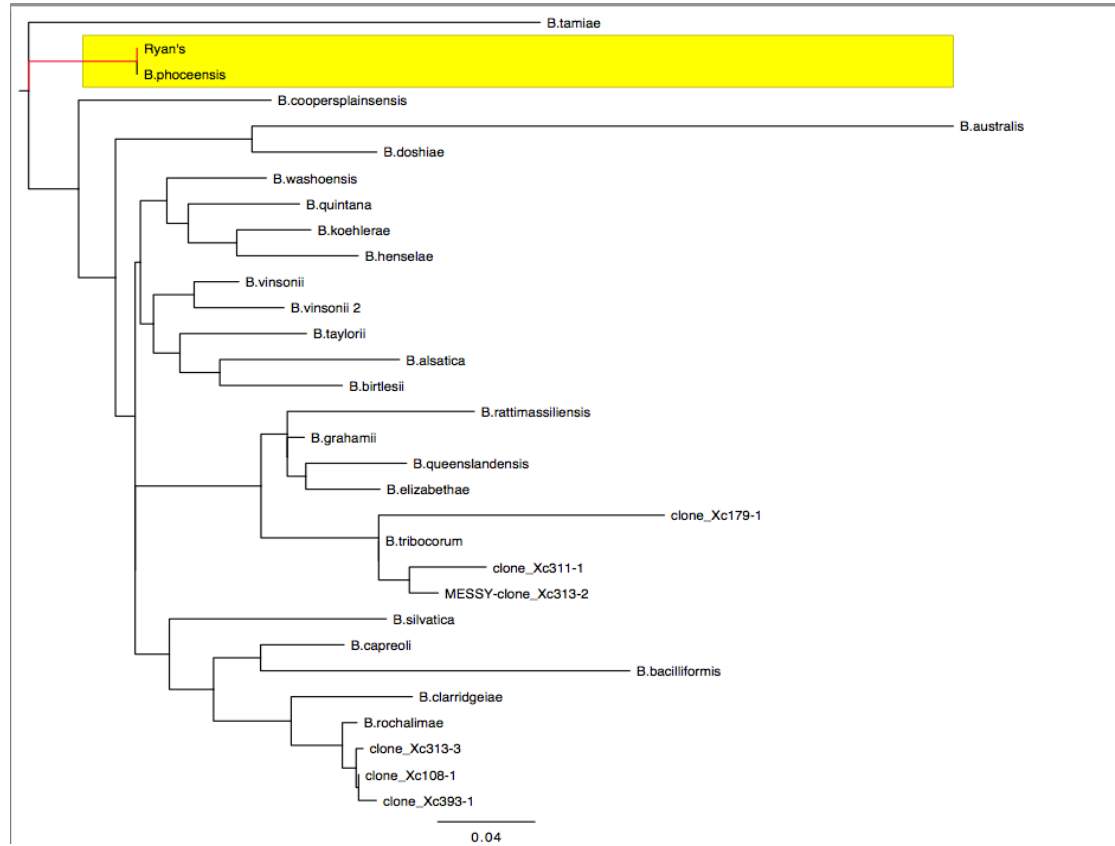 B.tamiae
Ryan's
B.phoceensis
B.coopersplainsensis
B.australis
B.doshiae
B.washoensis
B.quintana
B.koehlerae
B.henselae
B.vinsonii
B.vinsonii 2
B.taylorii
B.alsatica
B.birtlesii
B.rattimassiliensis
B.grahamii
B.queenslandensis
B.elizabethae
clone_Xc179-1
B.tribocorum
clone_Xc311-1
MESSY-clone_Xc313-2
B.silvatica
B.capreoli
B.bacilliformis
B.clarridgeiae
B.rochalimae
clone_Xc313-3
clone_Xc108-1
clone_Xc393-1
0.04